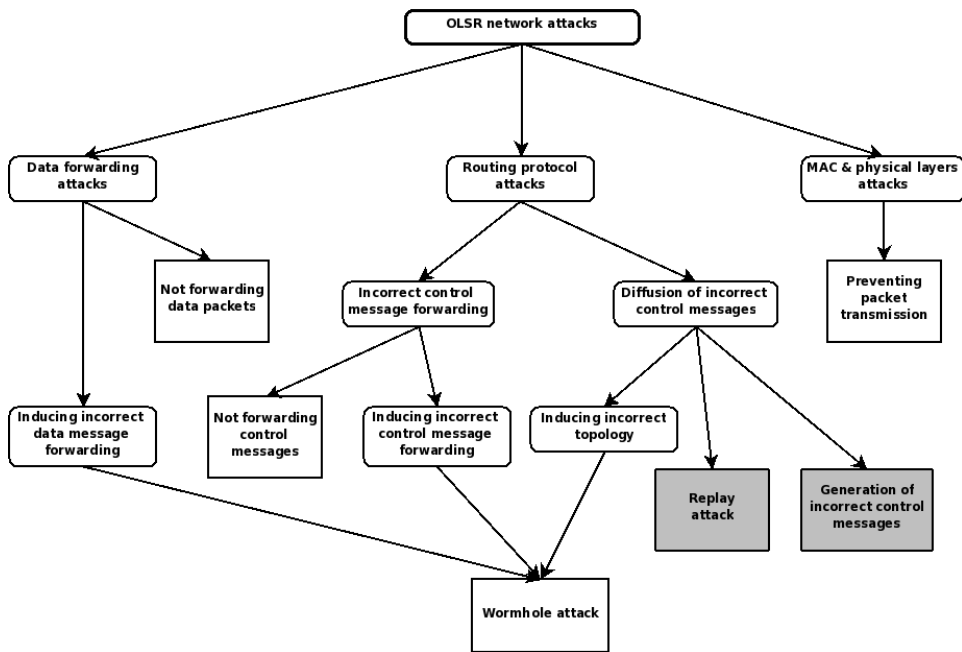 OLSR network attacks
Data forwarding
attacks
Routing protocol
attacks
MAC & physical layers
attacks
Not forwarding
data packets
Incorrect control
message forwarding
Diffusion of incorrect
control messages
Preventing
packet
transmission
Inducing incorrect
data message
forwarding
Not forwarding
control
messages
Inducing incorrect
control message
forwarding
Inducing incorrect
topology
Replay
attack
Generation of
incorrect control
messages
Wormhole attack